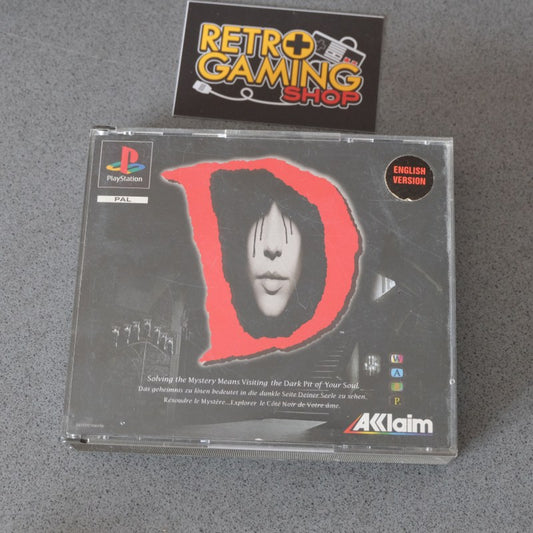 RETRO
GAMING
SHOP
PlayStation
PAL
ENGLISH
VERSION
D
Solving the Mystery Means Visiting the Dark Pit of Your Soul.
Das geheimnis zu lösen bedeutet in die dunkle Seite Deiner Seele zu sehen.
Résoudre le Mystère...Explorer le Côté Noir de Votre âme.
W
A
P.
AKKlaim